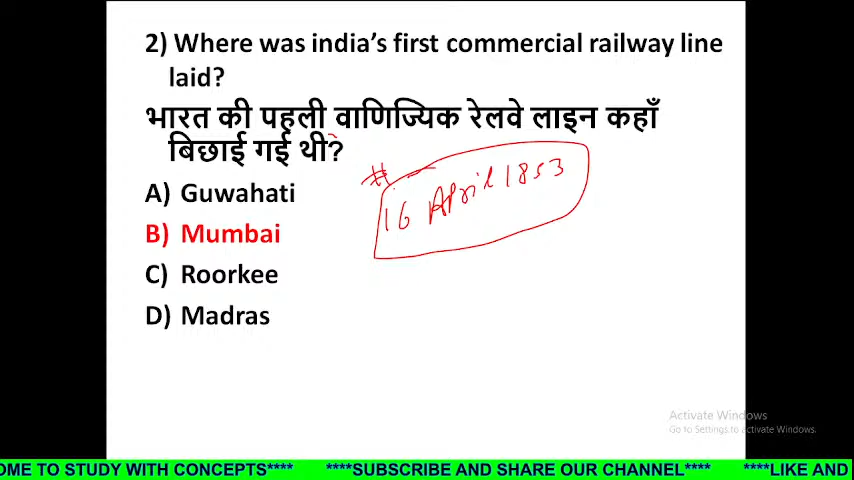 2) Where was india's first commercial railway line
laid?
भारत की पहली वाणिज्यिक रेलवे लाइन कहाँ
बिछाई गई थी?
# 16 April 1853
A) Guwahati
B) Mumbai
C) Roorkee
D) Madras
Activate Windows
Go to Settings to activate Windows.
OME TO STUDY WITH CONCEPTS**** ****SUBSCRIBE AND SHARE OUR CHANNEL**** ****LIKE AND